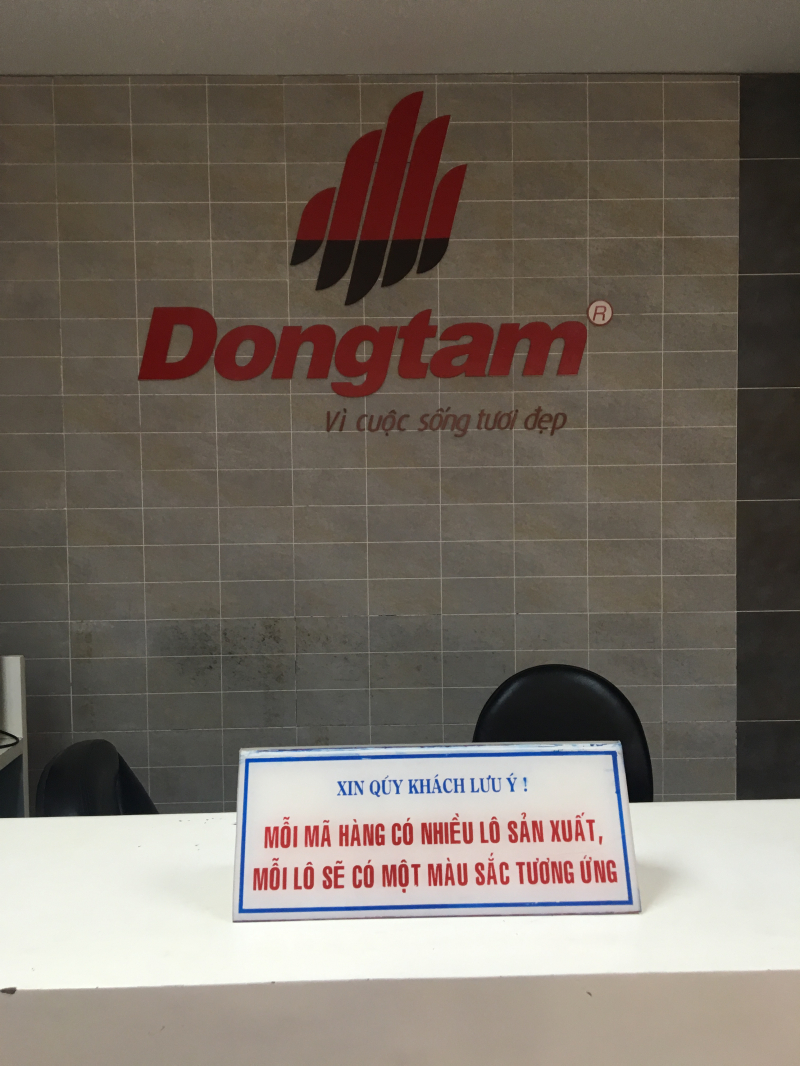 Dongtam®
Vì cuộc sống tươi đẹp
XIN QÚY KHÁCH LƯU Ý !
MỖI MÃ HÀNG CÓ NHIỀU LÔ SẢN XUẤT,
MỖI LÔ SẼ CÓ MỘT MÀU SẮC TƯƠNG ỨNG